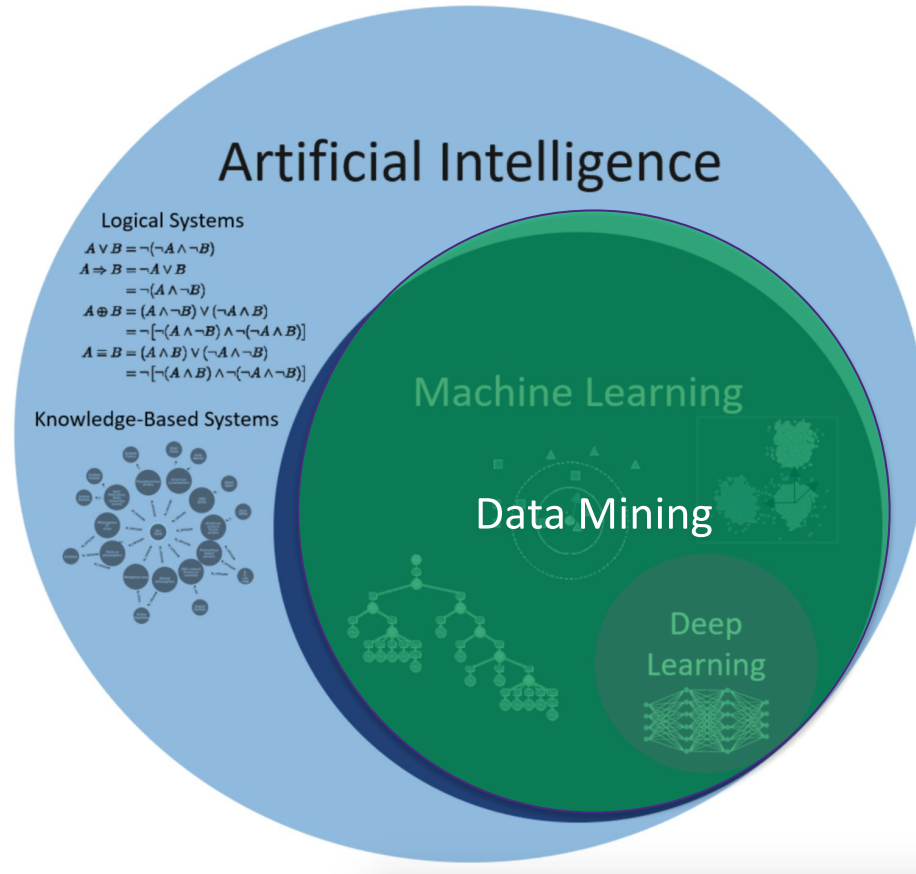 Artificial Intelligence
Logical Systems
A ∨ B = ¬(¬A ∧ ¬B)
A ⇒ B = ¬A ∨ B
= ¬(A ∧ ¬B)
A ⊕ B = (A ∧ ¬B) ∨ (¬A ∧ B)
= ¬[¬(A ∧ ¬B) ∧ ¬(¬A ∧ B)]
A ≡ B = (A ∧ B) ∨ (¬A ∧ ¬B)
= ¬[¬(A ∧ B) ∧ ¬(¬A ∧ ¬B)]
Knowledge-Based Systems
Machine Learning
Data Mining
Deep
Learning